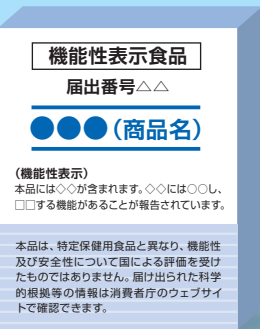 機能性表示食品
届出番号△△
●●●(商品名)
(機能性表示)
本品には◇◇が含まれます。◇◇には○○し、
□□する機能があることが報告されています。
本品は、特定保健用食品と異なり、機能性
及び安全性について国による評価を受け
たものではありません。届け出られた科学
的根拠等の情報は消費者庁のウェブサイ
トで確認できます。